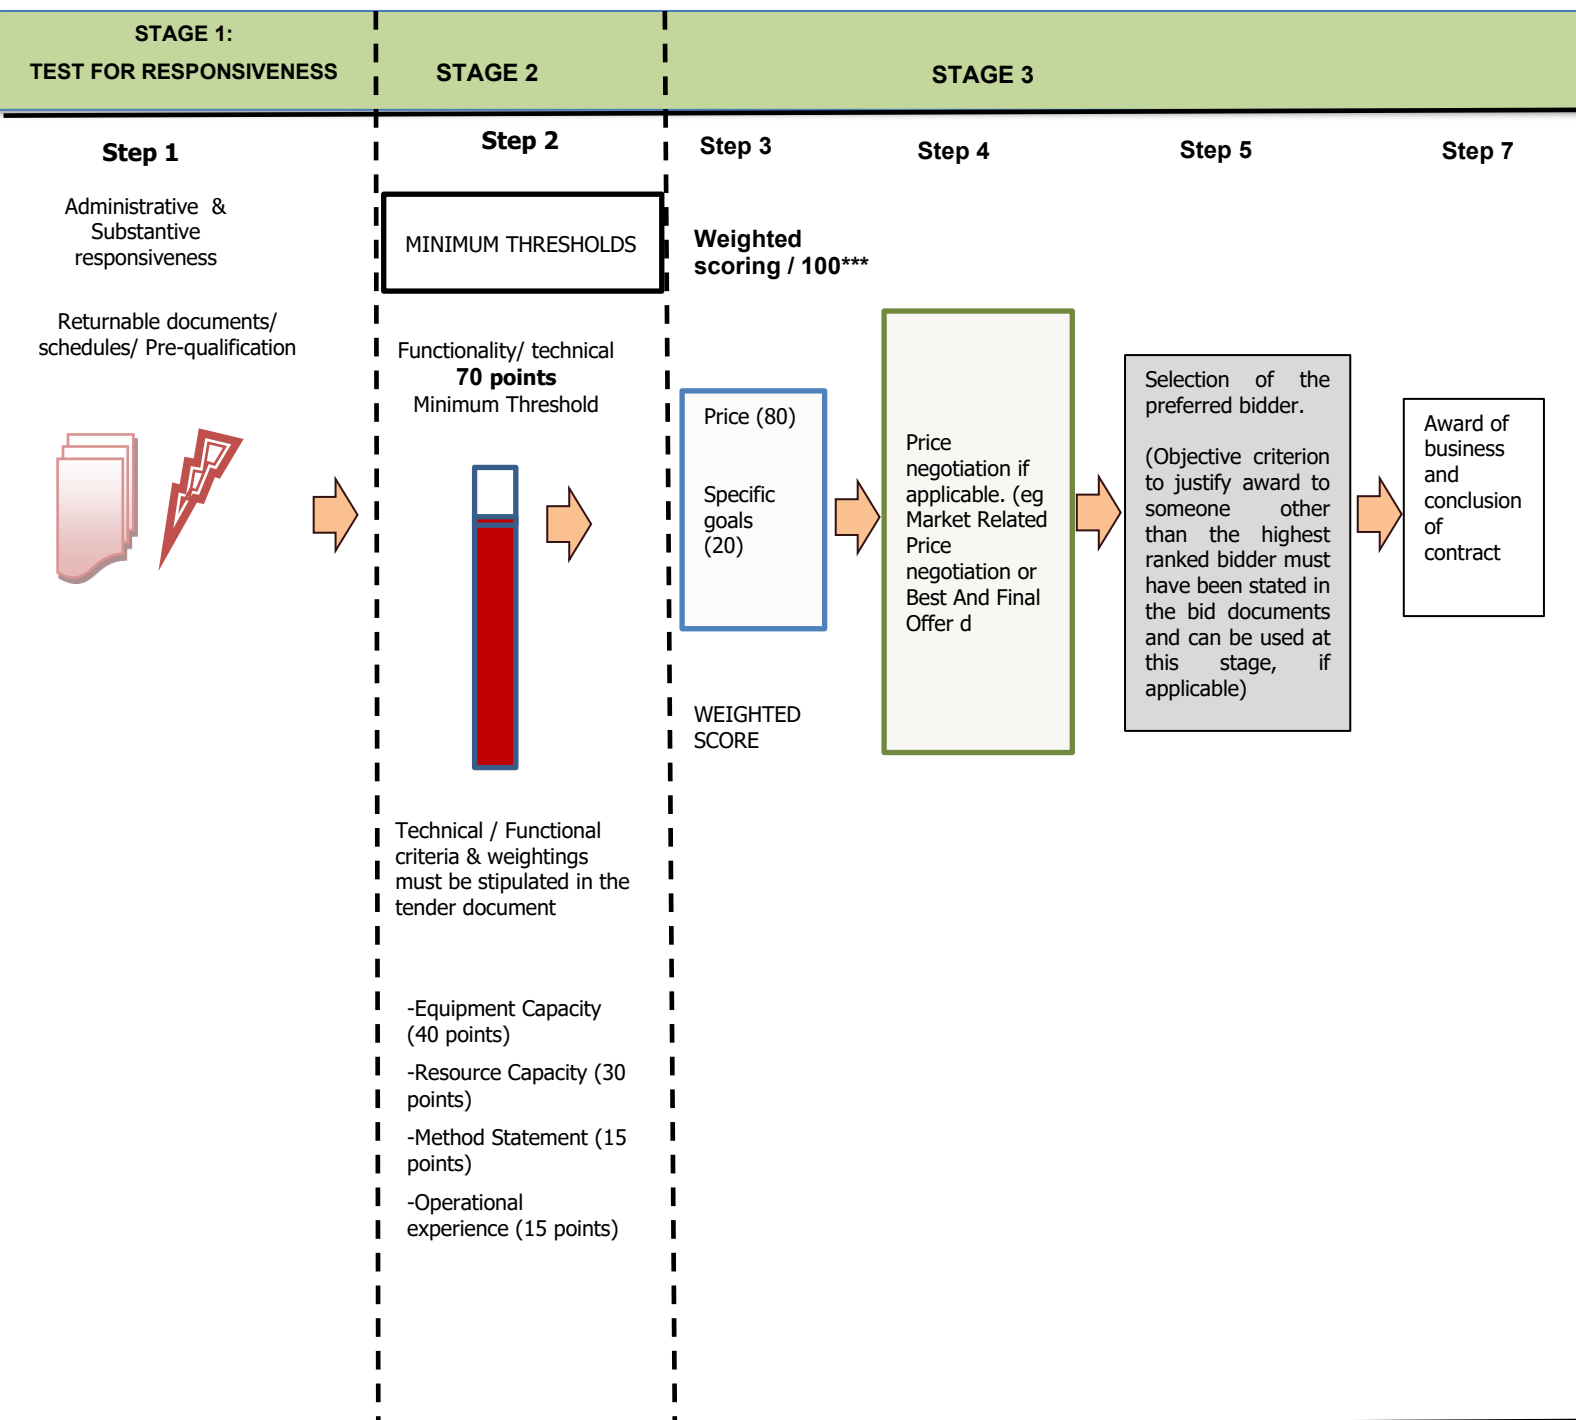 STAGE 1:
TEST FOR RESPONSIVENESS
STAGE 2
STAGE 3
Step 1
Administrative &
Substantive
responsiveness
Returnable documents/
schedules/ Pre-qualification
Step 2
MINIMUM THRESHOLDS
Functionality/ technical
70 points
Minimum Threshold
Technical / Functional
criteria & weightings
must be stipulated in the
tender document
-Equipment Capacity
(40 points)
-Resource Capacity (30
points)
-Method Statement (15
points)
-Operational
experience (15 points)
Step 3
Weighted
scoring / 100***
Price (80)
Specific
goals
(20)
WEIGHTED
SCORE
Step 4
Price
negotiation if
applicable. (eg
Market Related
Price
negotiation or
Best And Final
Offer d
Step 5
Selection of the
preferred bidder.
(Objective criterion
to justify award to
someone other
than the highest
ranked bidder must
have been stated in
the bid documents
and can be used at
this stage, if
applicable)
Step 7
Award of
business
and
conclusion
of
contract